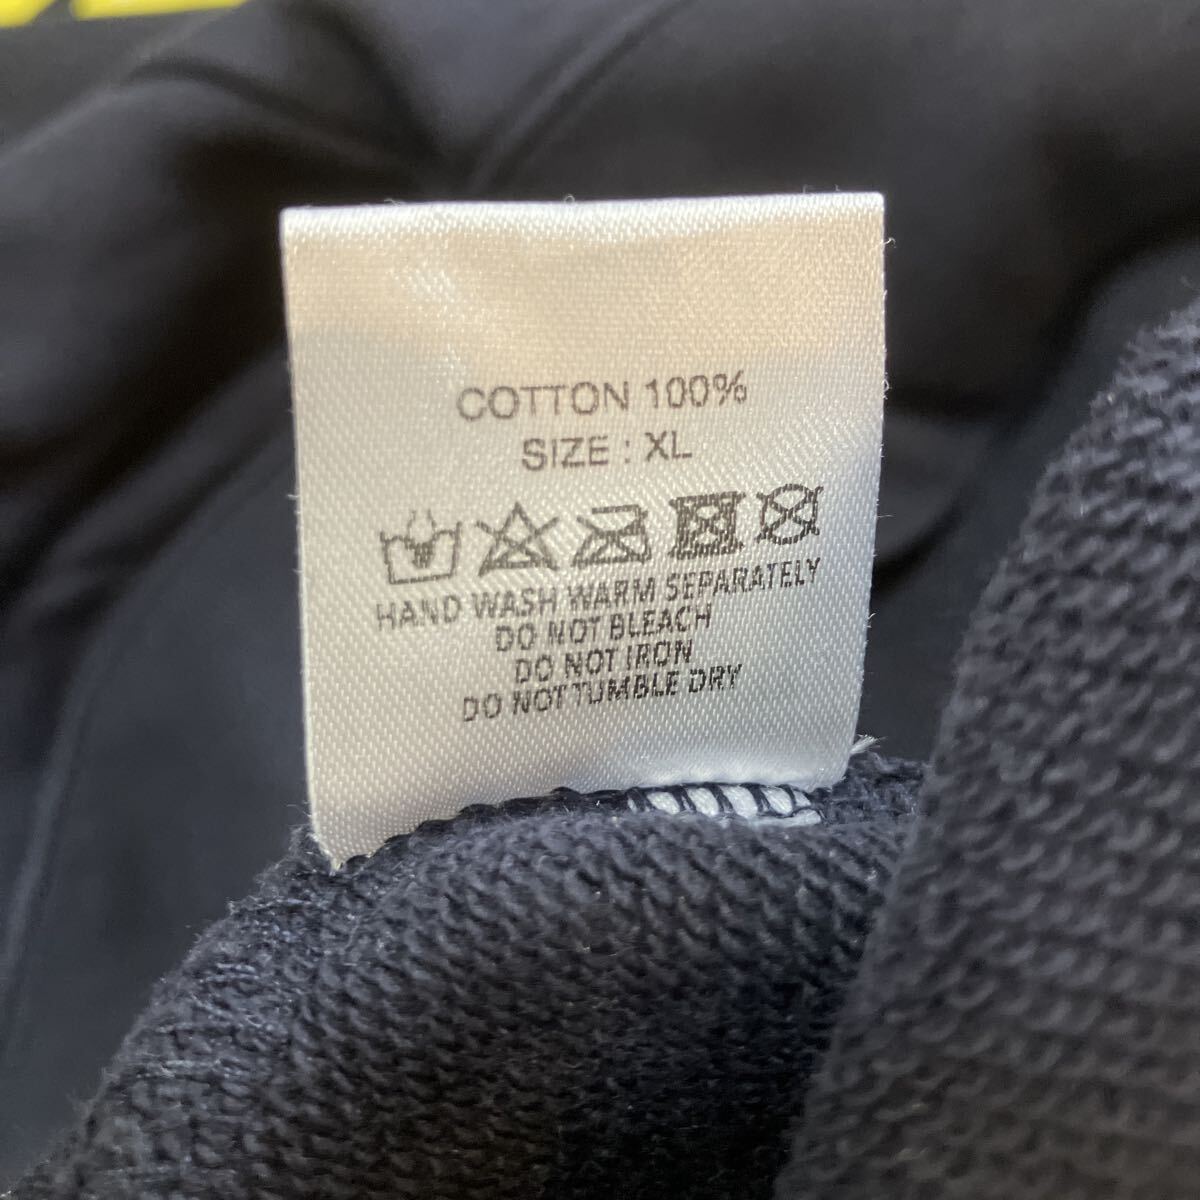 COTTON 100%
SIZE : XL
HAND WASH WARM SEPARATELY
DO NOT BLEACH
DO NOT IRON
DO NOT TUMBLE DRY